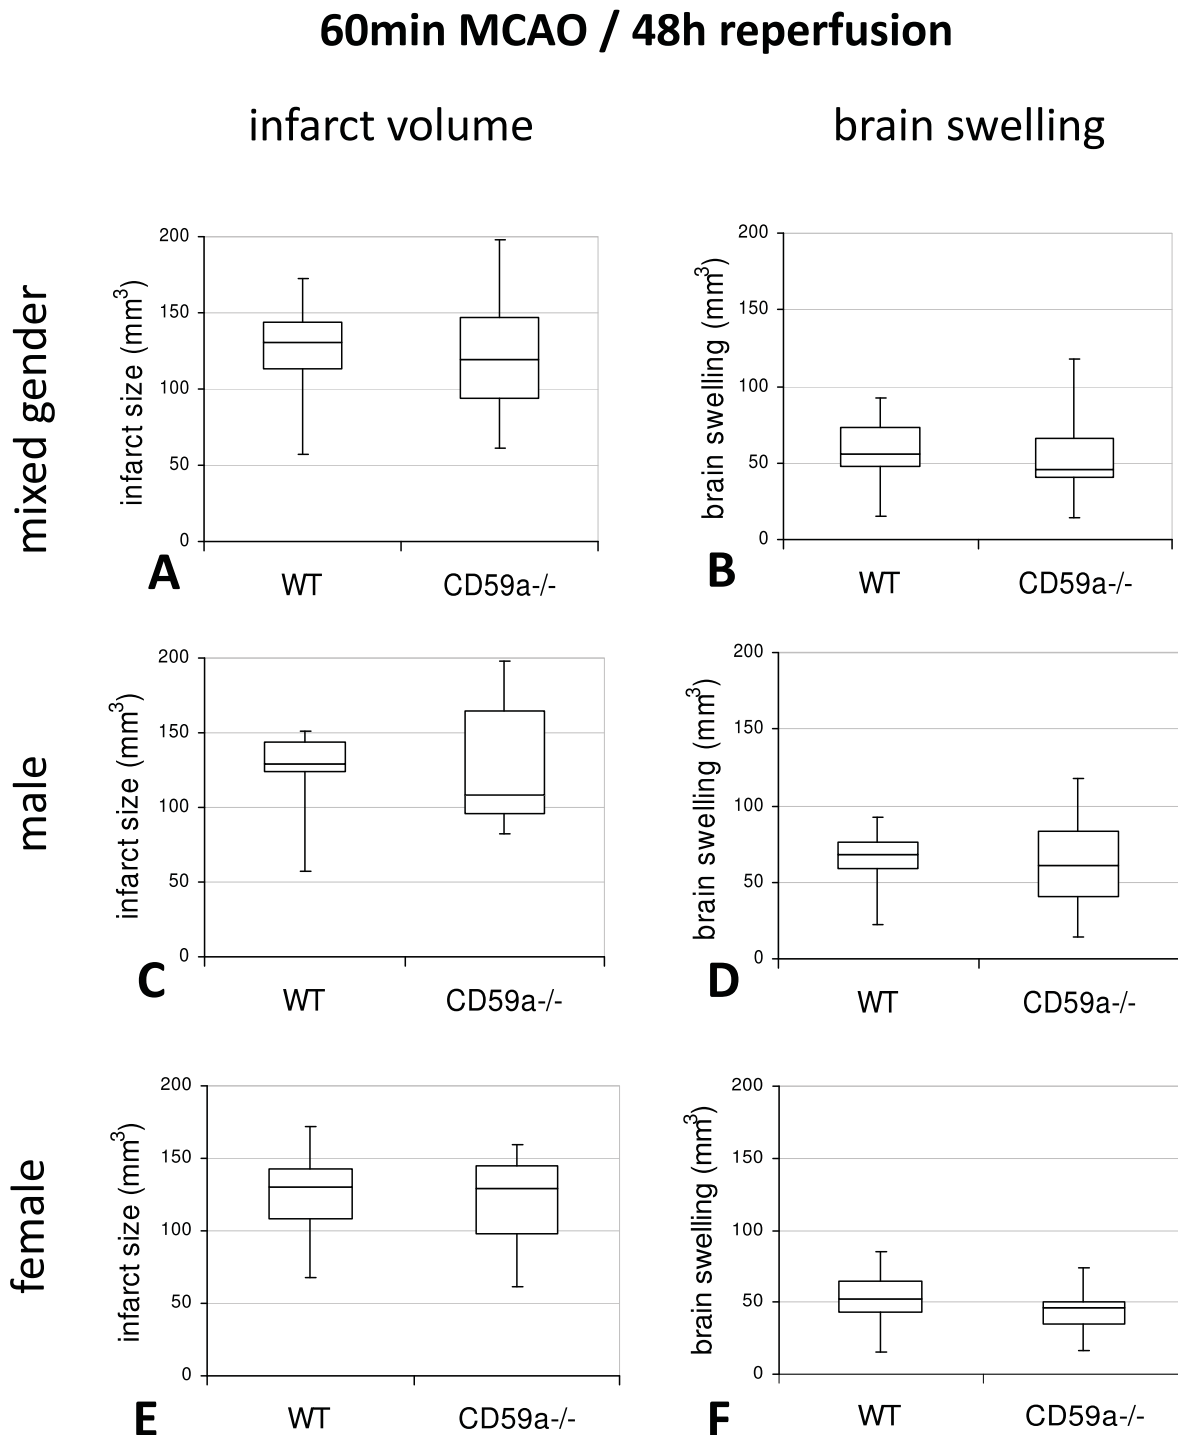 60min MCAO / 48h reperfusion
infarct volume
brain swelling
mixed gender
infarct size (mm³)
200
150
100
50
0
A
WT
CD59a-/-
brain swelling (mm³)
200
150
100
50
0
B
WT
CD59a-/-
male
infarct size (mm³)
200
150
100
50
0
C
WT
CD59a-/-
brain swelling (mm³)
200
150
100
50
0
D
WT
CD59a-/-
female
infarct size (mm³)
200
150
100
50
0
E
WT
CD59a-/-
brain swelling (mm³)
200
150
100
50
0
F
WT
CD59a-/-